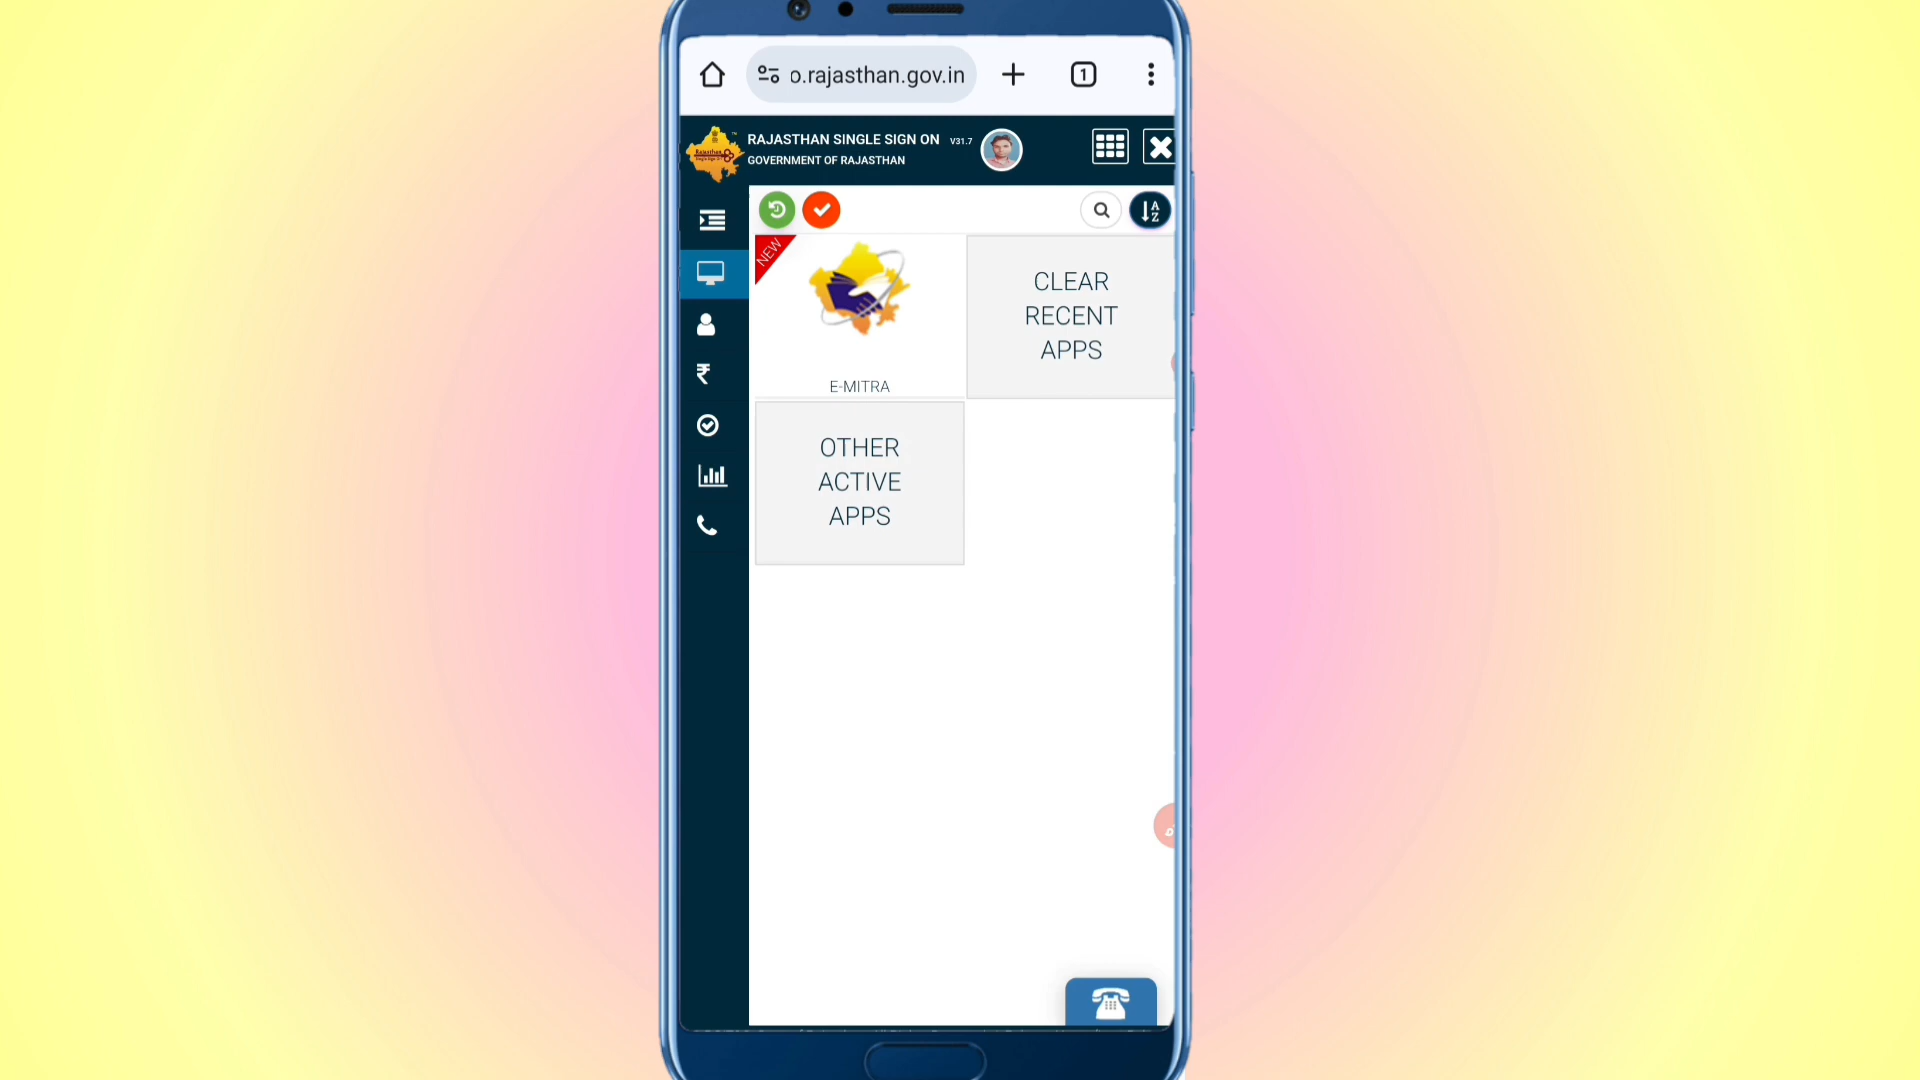 o.rajasthan.gov.in
1
RAJASTHAN SINGLE SIGN ON V31.7
GOVERNMENT OF RAJASTHAN
A
Z
NEW
E-MITRA
CLEAR
RECENT
APPS
OTHER
ACTIVE
APPS